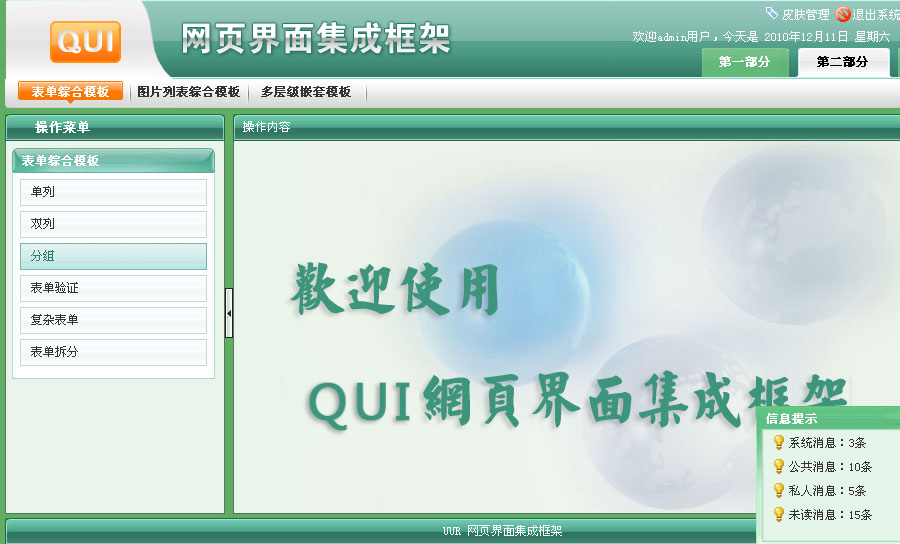 QUI
网页界面集成框架
皮肤管理 退出系统
欢迎admin用户，今天是 2010年12月11日 星期六
第一部分 第二部分
表单综合模板 图片列表综合模板 多层级嵌套模板
操作菜单
操作内容
表单综合模板
单列
双列
分组
表单验证
复杂表单
表单拆分
歡迎使用
QUI網頁界面集成框架
信息提示
系统消息：3条
公共消息：10条
私人消息：5条
未读消息：15条
UUR 网页界面集成框架